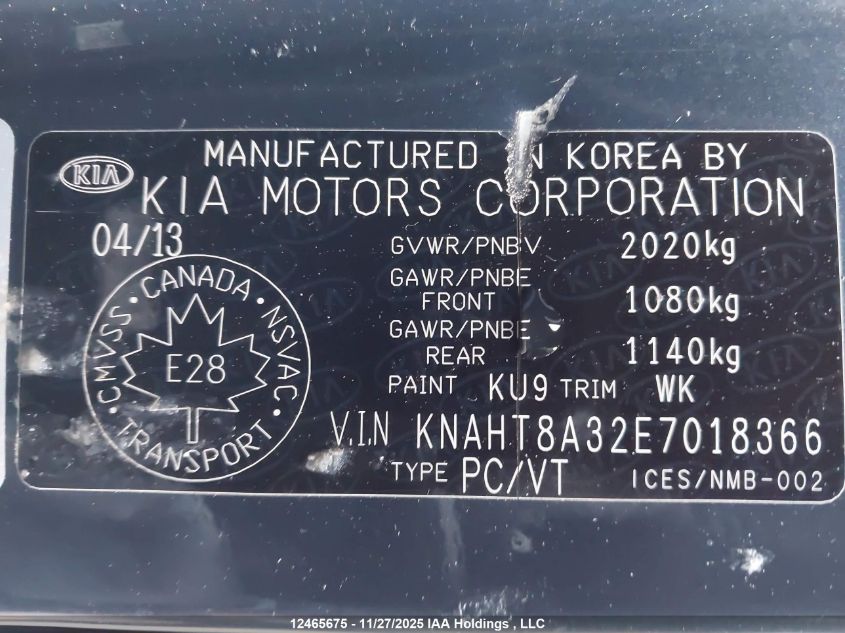 MANUFACTURED IN KOREA BY
KIA
KIA MOTORS CORPORATION
04/13
GVWR/PNBV 2020kg
GAWR/PNBE FRONT 1080kg
GAWR/PNBE REAR 1140kg
PAINT KU9 TRIM WK
CMVSS • CANADA • NSVAC • TRANSPORT •
E28
V.I.N KNAHT8A32E7018366
TYPE PC/VT ICES/NMB-002
12465675 - 11/27/2025 IAA Holdings , LLC